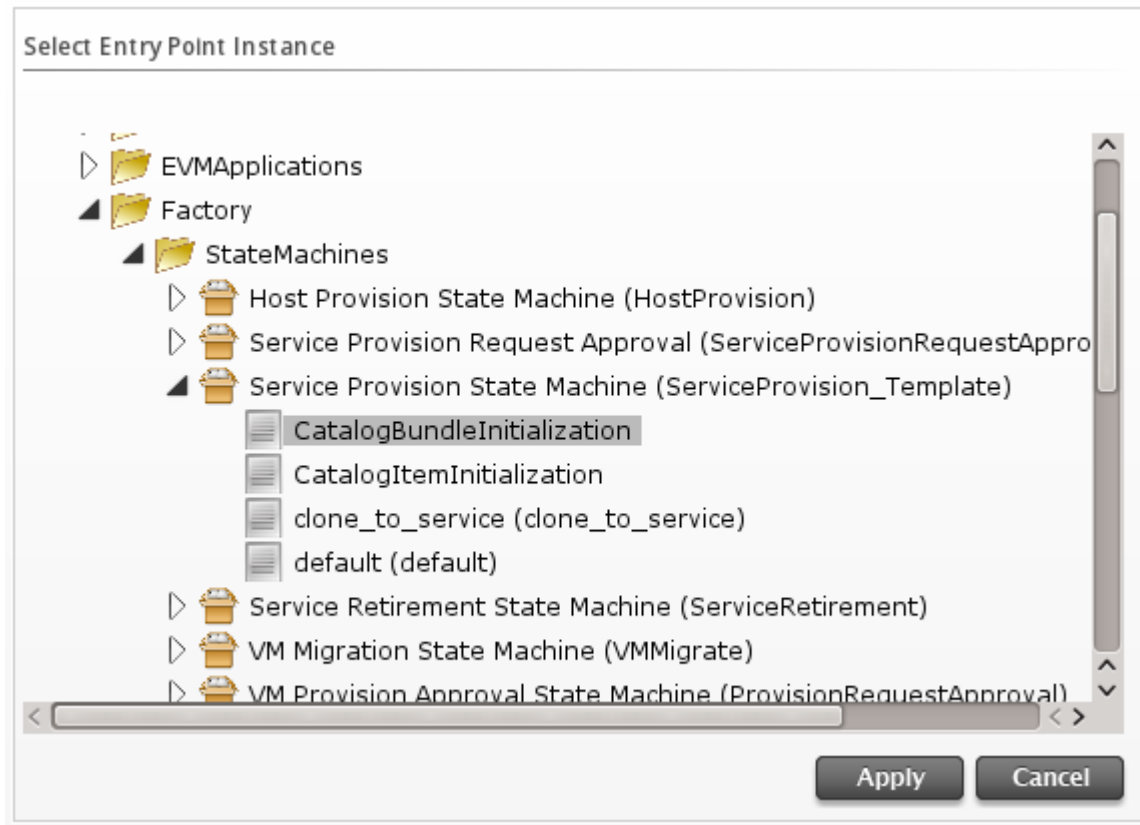 Select Entry Point Instance
EVMApplications
Factory
StateMachines
Host Provision State Machine (HostProvision)
Service Provision Request Approval (ServiceProvisionRequestAppro
Service Provision State Machine (ServiceProvision_Template)
CatalogBundleInitialization
CatalogItemInitialization
clone_to_service (clone_to_service)
default (default)
Service Retirement State Machine (ServiceRetirement)
VM Migration State Machine (VMMigrate)
VM Provision Approval State Machine (ProvisionRequestApproval)
Apply Cancel